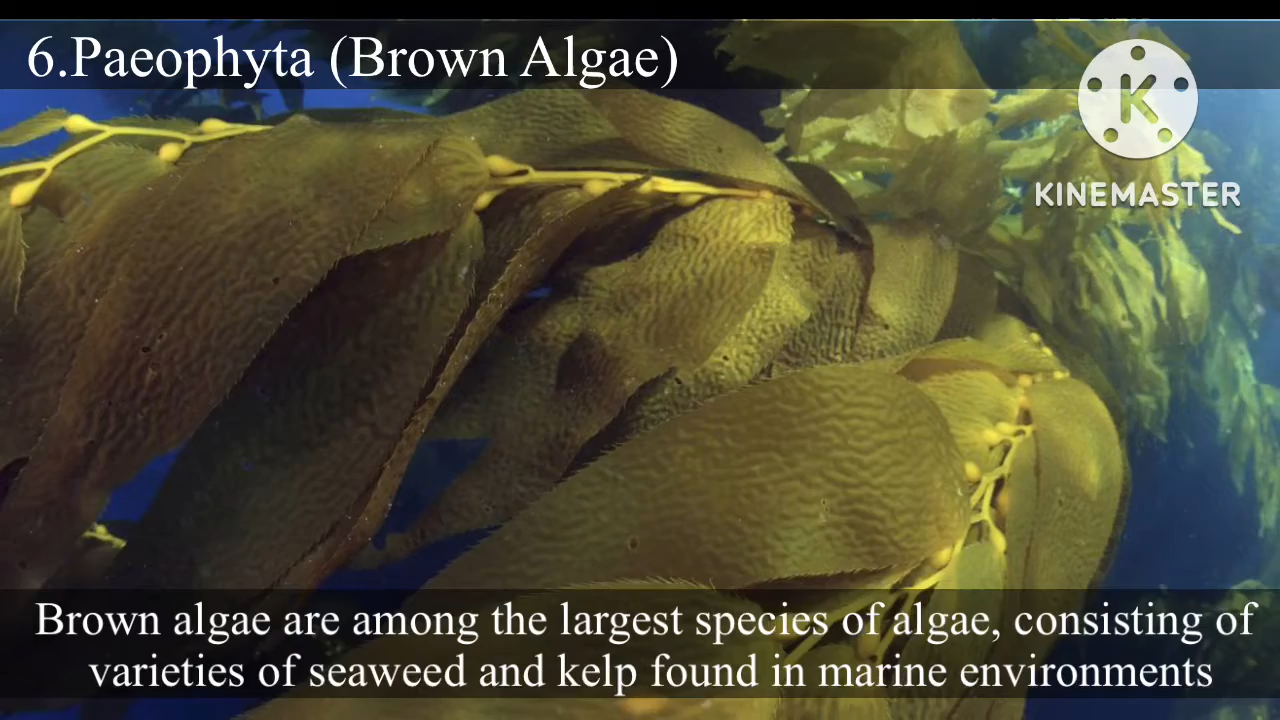 6.Paeophyta (Brown Algae)
K
KINEMASTER
Brown algae are among the largest species of algae, consisting of
varieties of seaweed and kelp found in marine environments